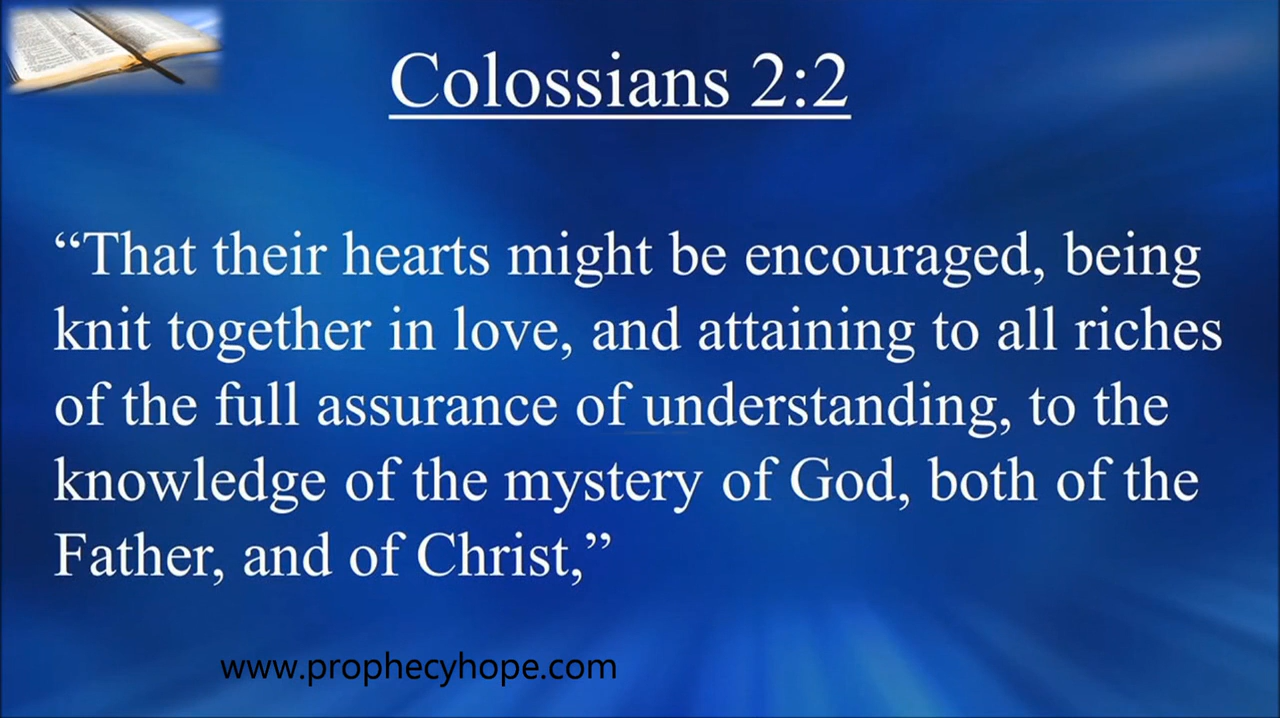 Colossians 2:2
“That their hearts might be encouraged, being
knit together in love, and attaining to all riches
of the full assurance of understanding, to the
knowledge of the mystery of God, both of the
Father, and of Christ,”
www.prophecyhope.com